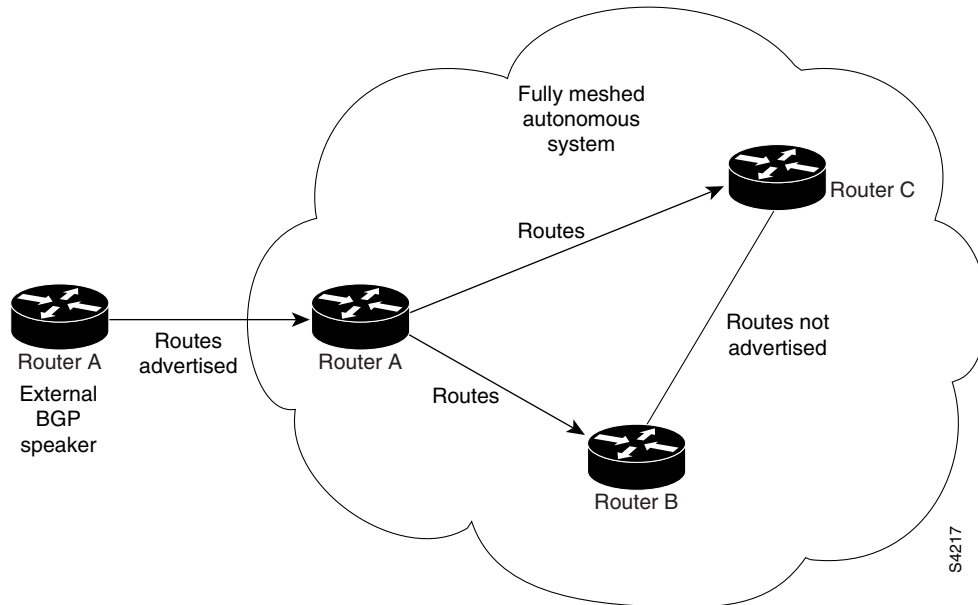 Fully meshed
autonomous
system
Router C
Routes
Routes not
advertised
Router A
Routes
advertised
Router A
External
BGP
speaker
Routes
Router B
S4217